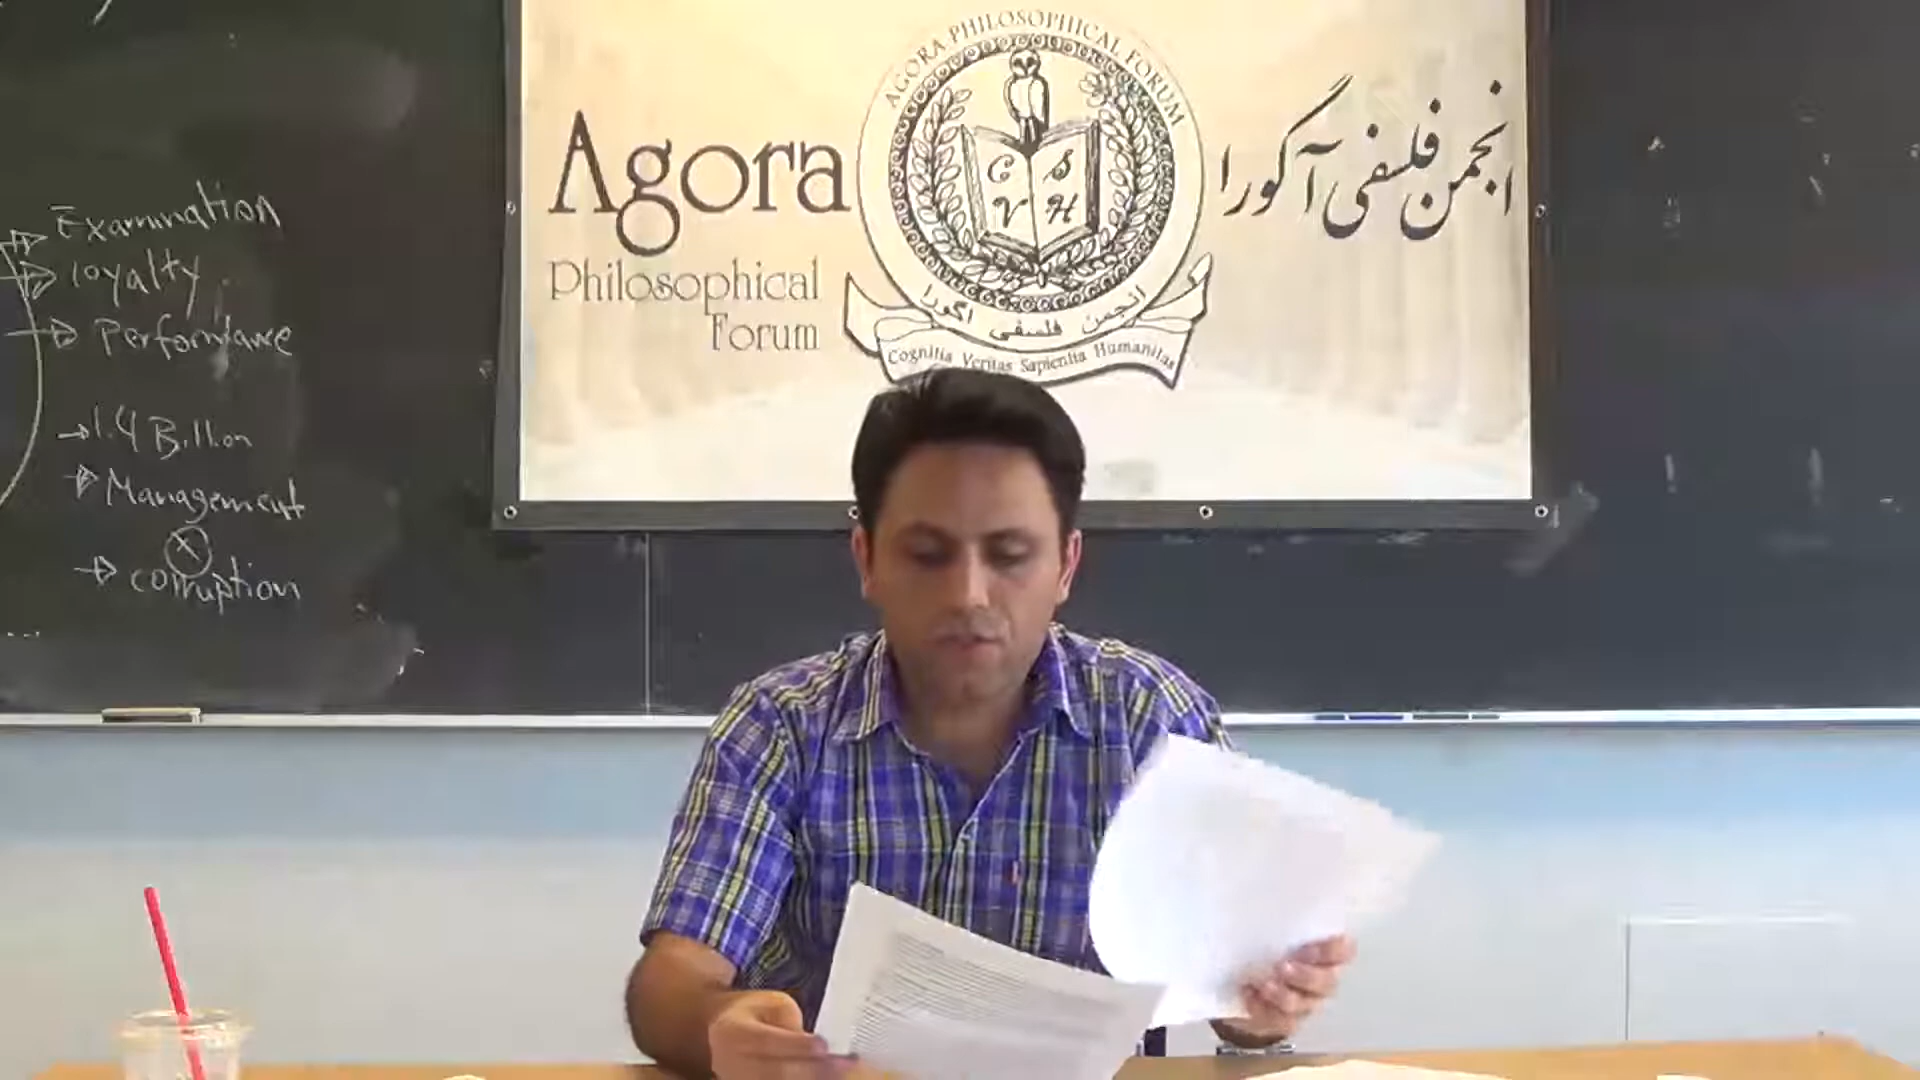 Examination
loyalty
Performance
1.4 Billion
Management
corruption
Agora
Philosophical
Forum
AGORA PHILOSOPHICAL FORUM
C S
V H
انجمن فلسفی آگورا
Cognitia Veritas Sapientia Humanitas
انجمن فلسفی آگورا